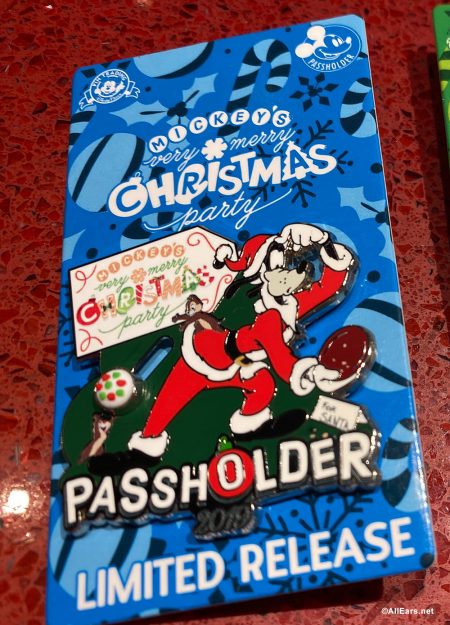 PIN TRADING
PASSHOLDER
MICKEY'S
very merry
CHRISTMAS
party
MICKEY'S
very merry
CHRISTMAS
party
FOR
SANTA
PASSHOLDER
2019
LIMITED RELEASE
©AllEars.net